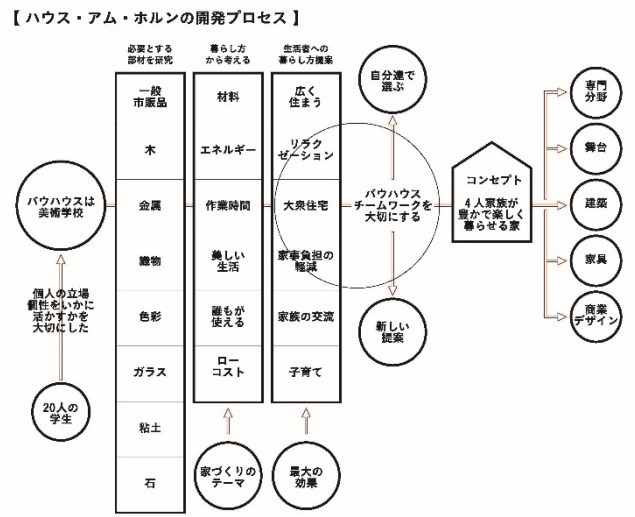 【 ハウス・アム・ホルンの開発プロセス 】
必要とする
部材を研究
暮らし方
から考える
生活者への
暮らし方提案
一般
市販品
木
金属
織物
色彩
ガラス
粘土
石
材料
エネルギー
作業時間
美しい
生活
誰もが
使える
ロー
コスト
広く
住まう
リラク
ゼーション
大衆住宅
家事負担の
軽減
家族の交流
子育て
バウハウスは
美術学校
個人の立場
個性をいかに
活かすかを
大切にした
20人の
学生
家づくりの
テーマ
最大の
効果
自分達で
選ぶ
バウハウス
チームワークを
大切にする
新しい
提案
コンセプト
4人家族が
豊かで楽しく
暮らせる家
専門
分野
舞台
建築
家具
商業
デザイン